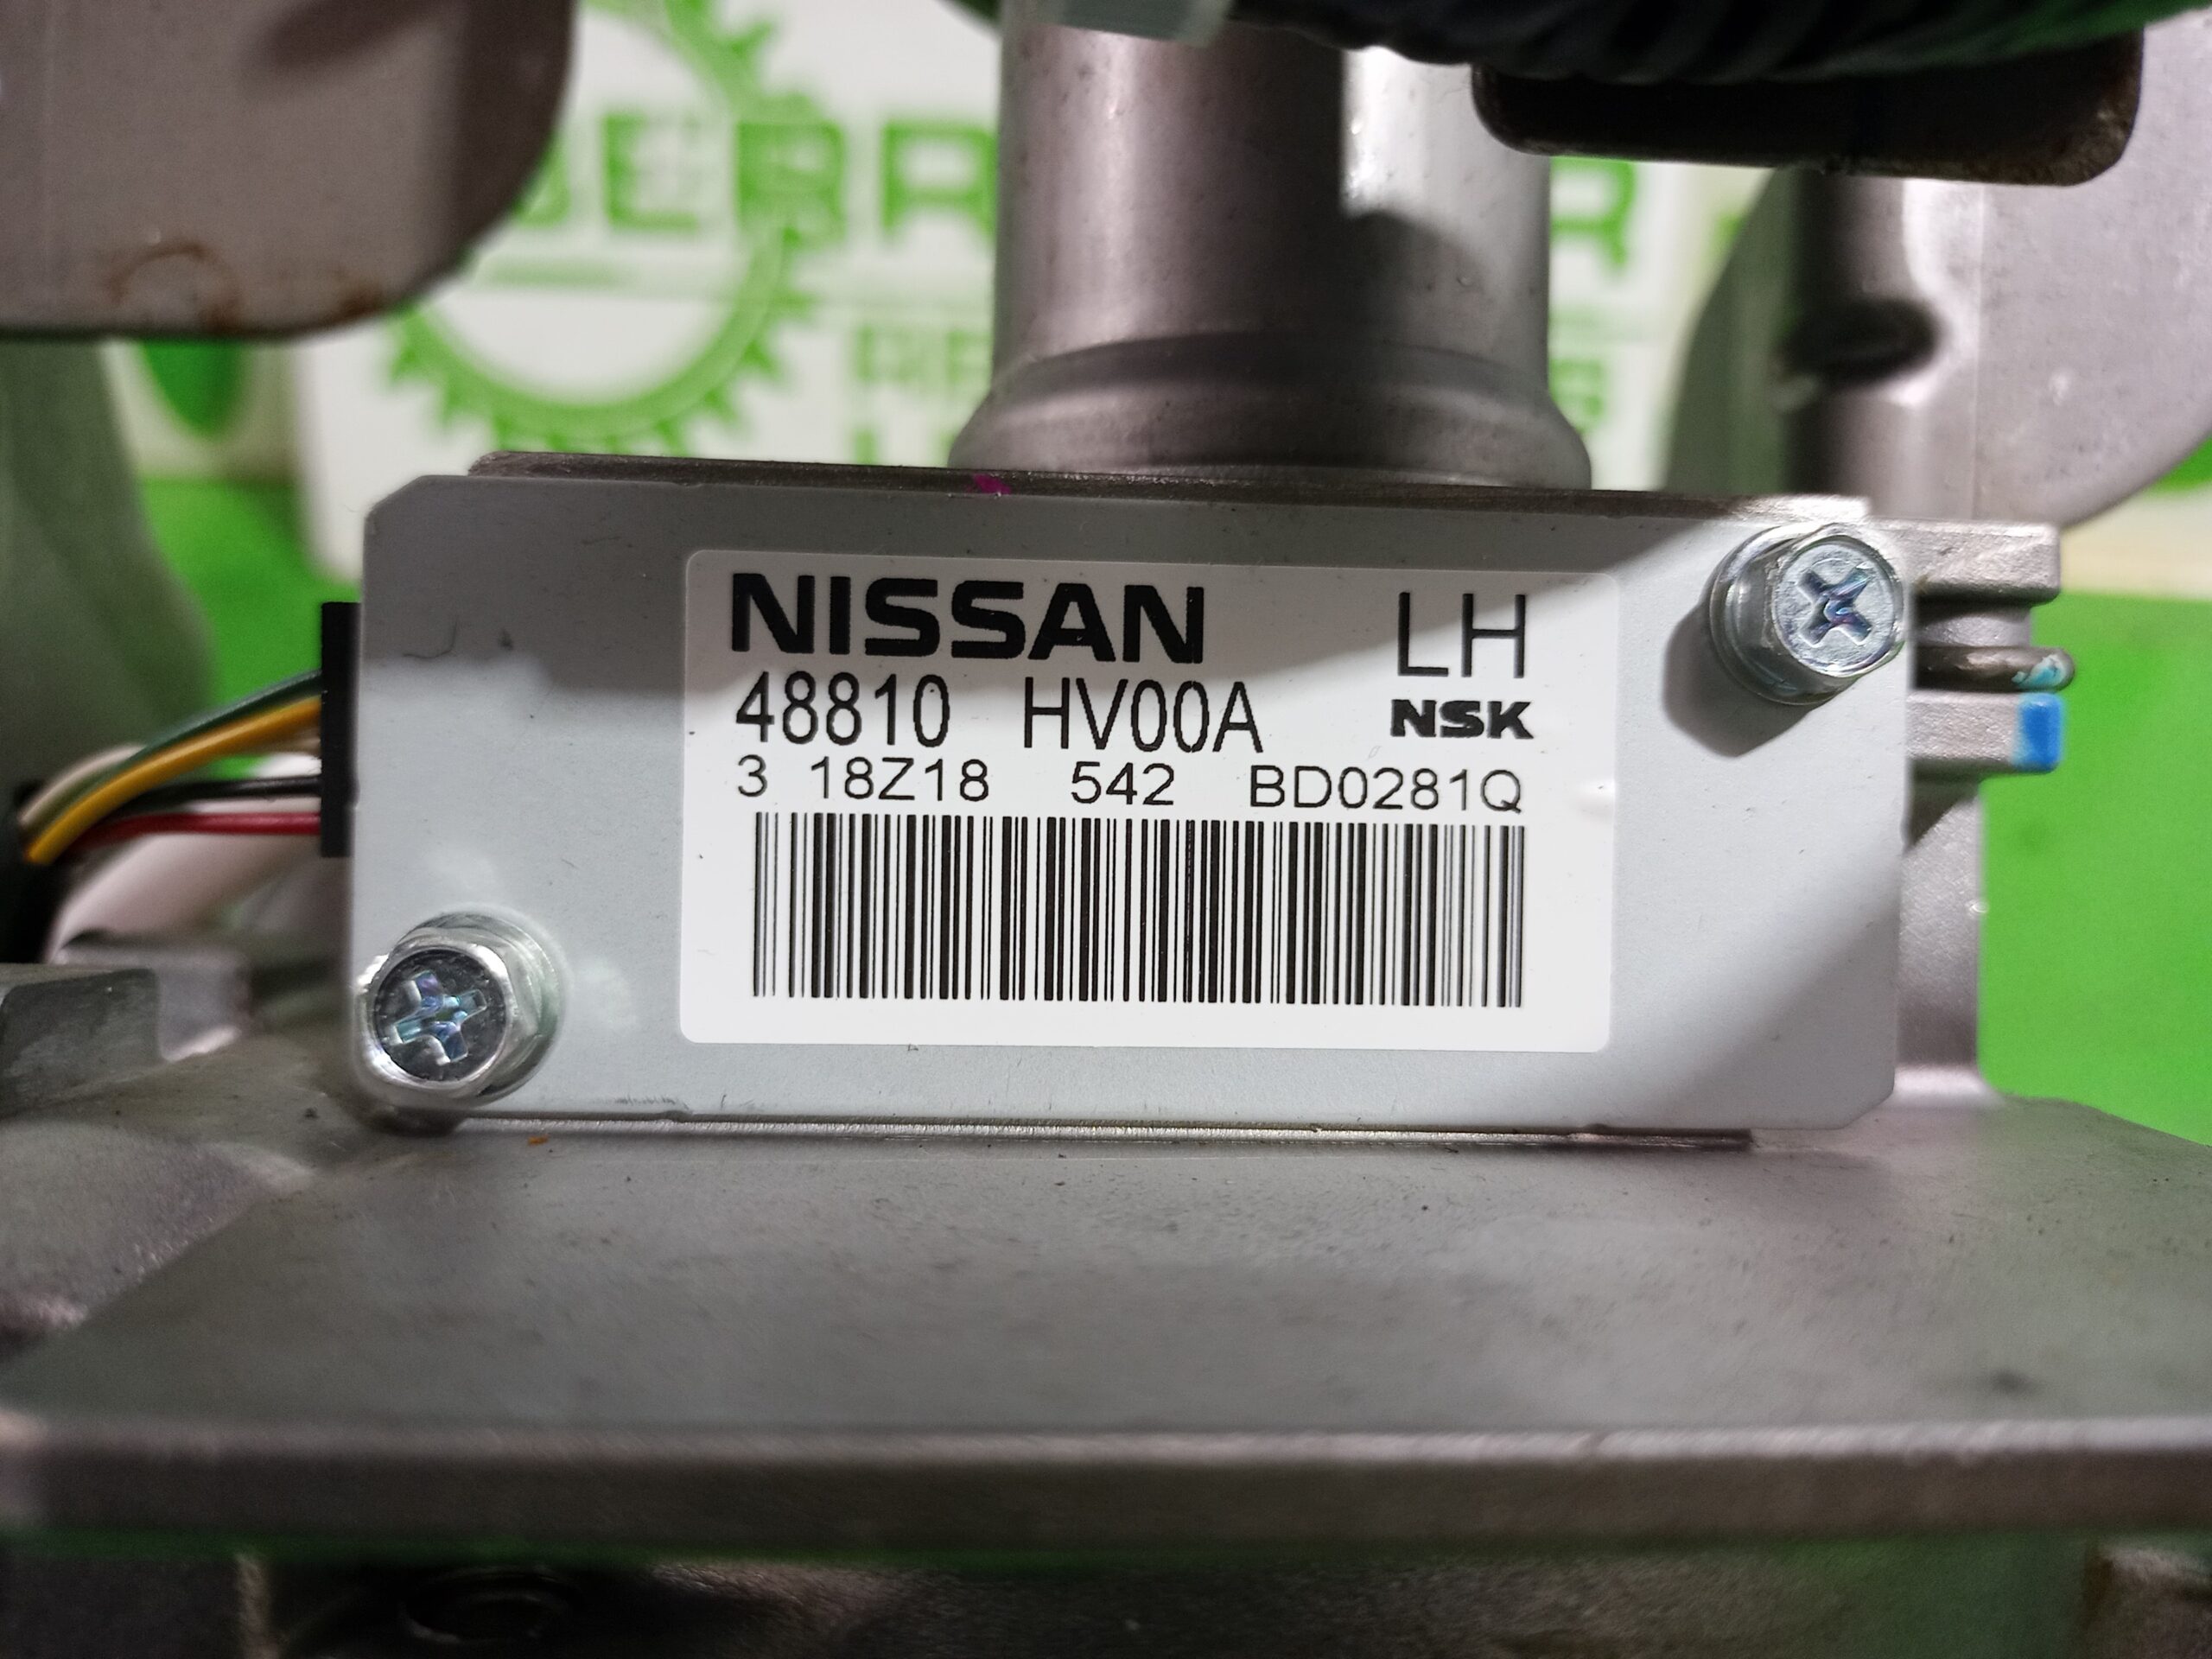 NISSAN LH
48810 HV00A NSK
3 18Z18 542 BD0281Q